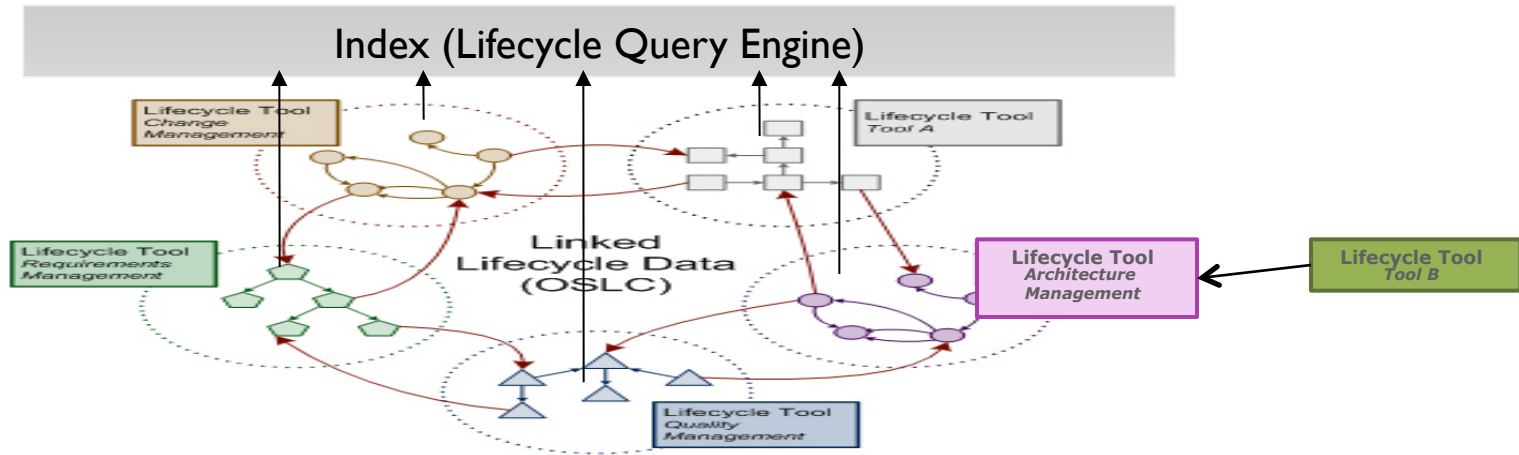 Index (Lifecycle Query Engine)
Lifecycle Tool
Change
Management
Lifecycle Tool
Tool A
Lifecycle Tool
Requirements
Management
Linked
Lifecycle Data
(OSLC)
Lifecycle Tool
Architecture
Management
Lifecycle Tool
Tool B
Lifecycle Tool
Quality
Management